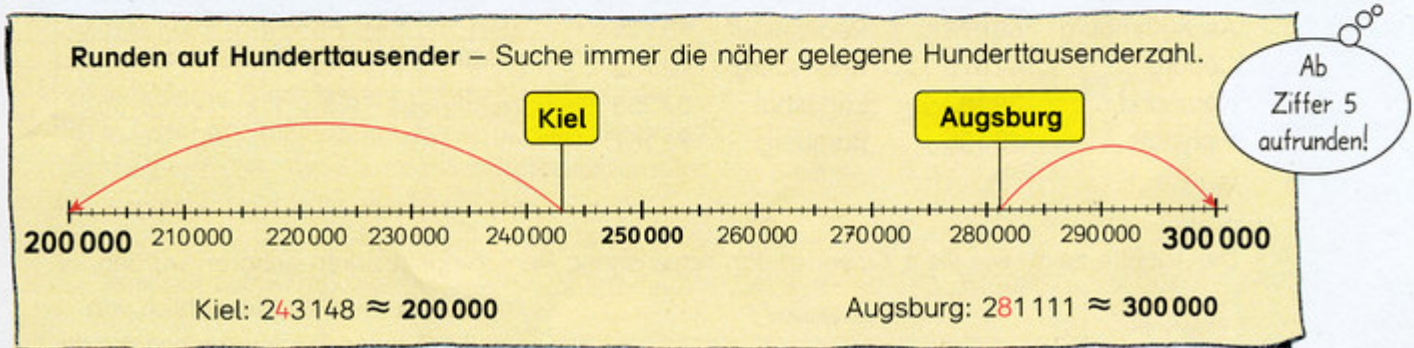 Runden auf Hunderttausender – Suche immer die näher gelegene Hunderttausenderzahl.
Ab
Ziffer 5
aufrunden!
Kiel
Augsburg
200 000 210 000 220 000 230 000 240 000 250 000 260 000 270 000 280 000 290 000 300 000
Kiel: 243 148 ≈ 200 000
Augsburg: 281 111 ≈ 300 000